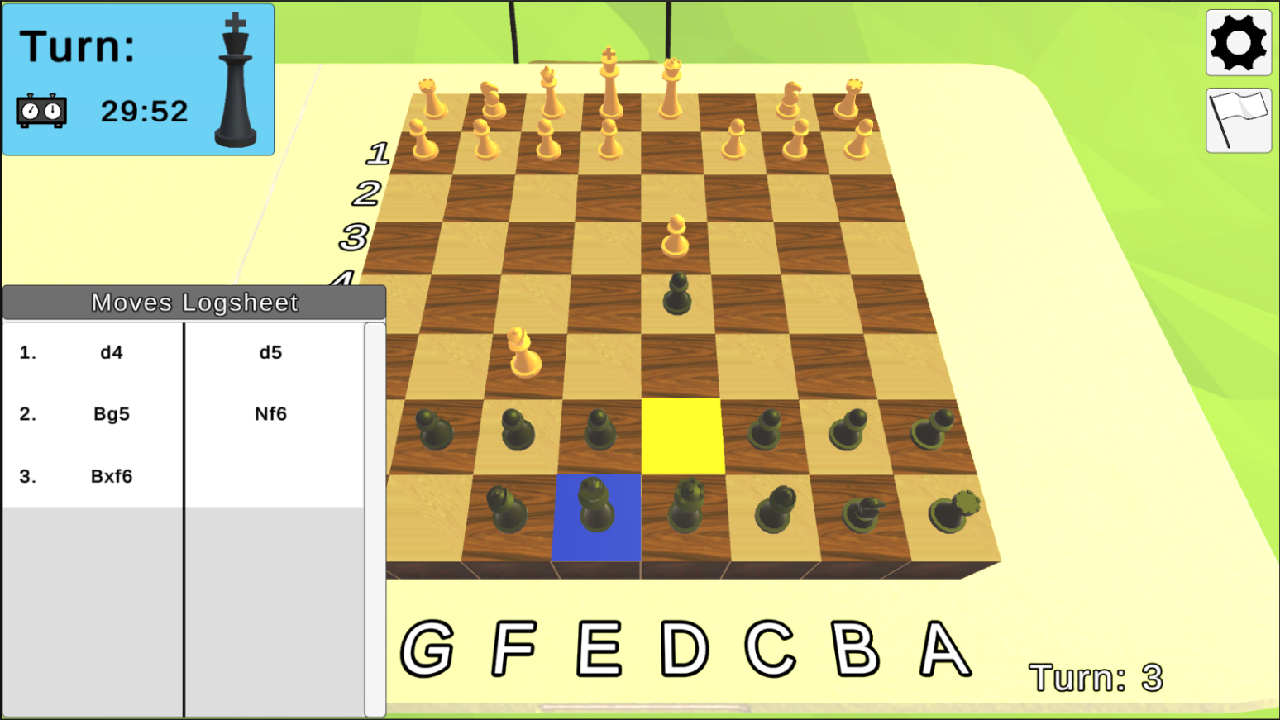 Turn:
29:52
1
2
3
4
Moves Logsheet
1. d4 d5
2. Bg5 Nf6
3. Bxf6
G F E D C B A
Turn: 3